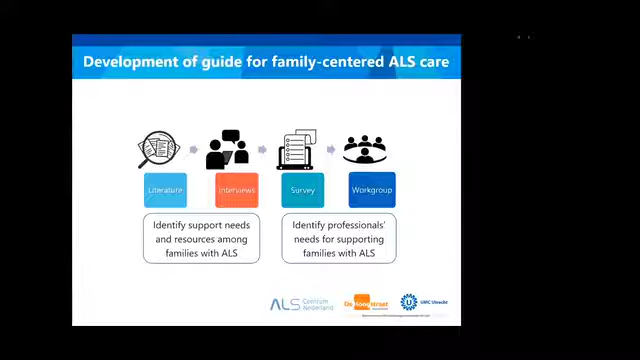 Development of guide for family-centered ALS care
Literature
Interviews
Survey
Workgroup
Identify support needs
and resources among
families with ALS
Identify professionals'
needs for supporting
families with ALS
ALS Centrum
Nederland
De Hoogstraat
UMC Utrecht